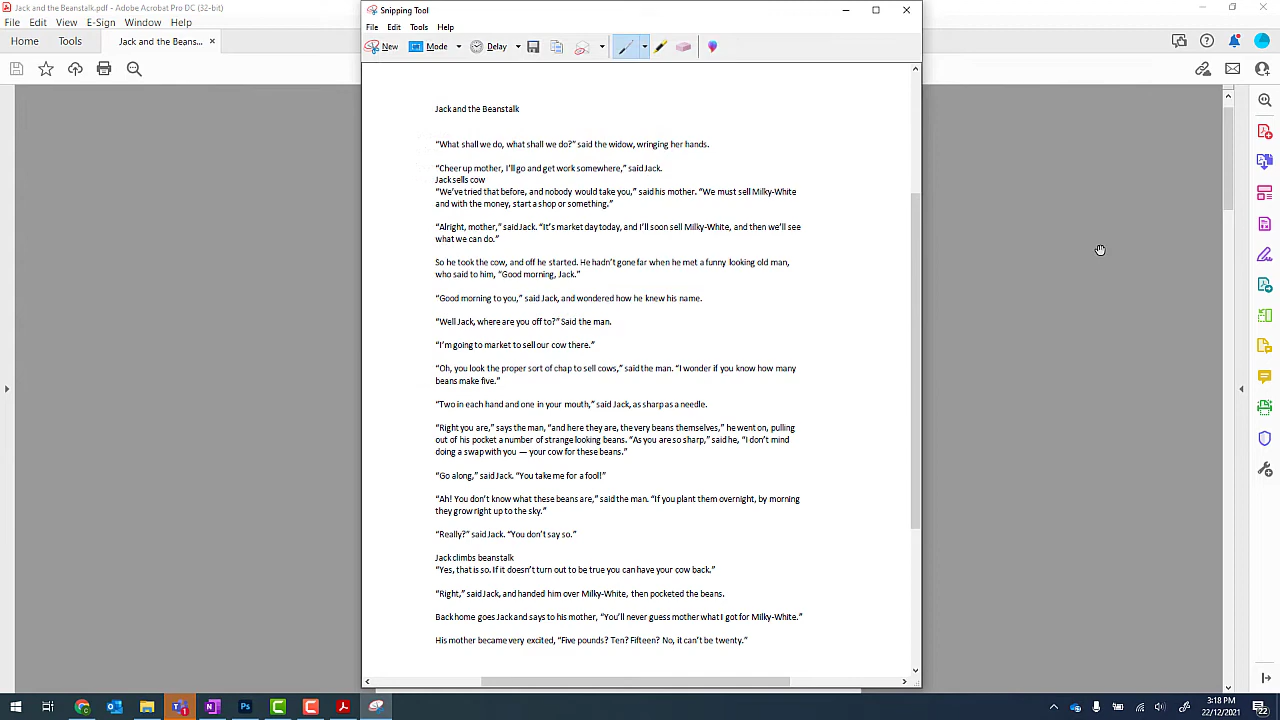 Jack and the Beanstalk.pdf - Adobe Acrobat Pro DC (32-bit)
File Edit View E-Sign Window Help
Home Tools Jack and the Beans... ×
Snipping Tool
File Edit Tools Help
New Mode Delay
Jack and the Beanstalk
“What shall we do, what shall we do?” said the widow, wringing her hands.
“Cheer up mother, I’ll go and get work somewhere,” said Jack.
Jack sells cow
“We’ve tried that before, and nobody would take you,” said his mother. “We must sell Milky-White
and with the money, start a shop or something.”
“Alright, mother,” said Jack. “It’s market day today, and I’ll soon sell Milky-White, and then we’ll see
what we can do.”
So he took the cow, and off he started. He hadn’t gone far when he met a funny looking old man,
who said to him, “Good morning, Jack.”
“Good morning to you,” said Jack, and wondered how he knew his name.
“Well Jack, where are you off to?” Said the man.
“I’m going to market to sell our cow there.”
“Oh, you look the proper sort of chap to sell cows,” said the man. “I wonder if you know how many
beans make five.”
“Two in each hand and one in your mouth,” said Jack, as sharp as a needle.
“Right you are,” says the man, “and here they are, the very beans themselves,” he went on, pulling
out of his pocket a number of strange looking beans. “As you are so sharp,” said he, “I don’t mind
doing a swap with you — your cow for these beans.”
“Go along,” said Jack. “You take me for a fool!”
“Ah! You don’t know what these beans are,” said the man. “If you plant them overnight, by morning
they grow right up to the sky.”
“Really?” said Jack. “You don’t say so.”
Jack climbs beanstalk
“Yes, that is so. If it doesn’t turn out to be true you can have your cow back.”
“Right,” said Jack, and handed him over Milky-White, then pocketed the beans.
Back home goes Jack and says to his mother, “You’ll never guess mother what I got for Milky-White.”
His mother became very excited, “Five pounds? Ten? Fifteen? No, it can’t be twenty.”
3:18 PM
22/12/2021